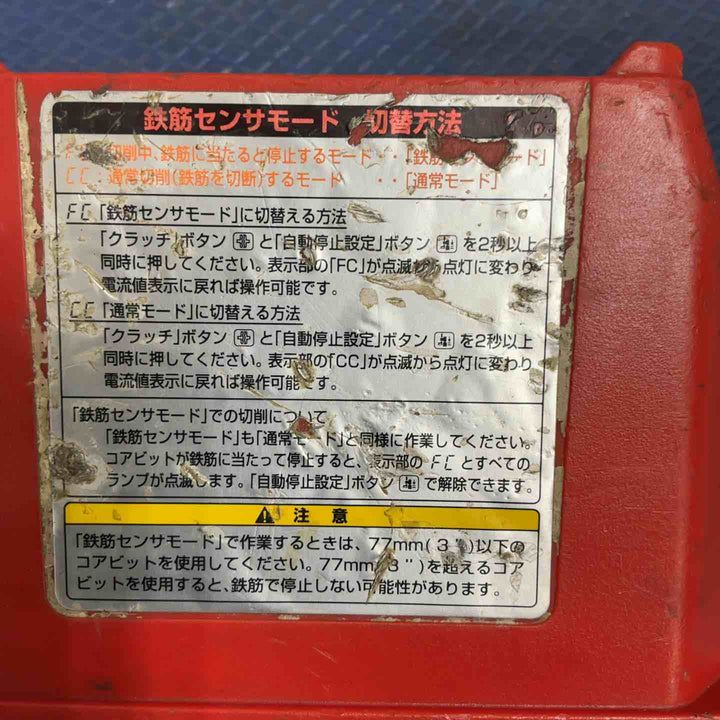 鉄筋センサモード 切替方法
切削中、鉄筋に当たると停止するモード・・「鉄筋 ード」
CC：通常切削(鉄筋を切断)するモード ・・「通常モード」
FC「鉄筋センサモード」に切替える方法
「クラッチ」ボタン と「自動停止設定」ボタン を2秒以上
同時に押してください。表示部の「FC」が点滅から点灯に変わり
電流値表示に戻れば操作可能です。
CC「通常モード」に切替える方法
「クラッチ」ボタン と「自動停止設定」ボタン を2秒以上
同時に押してください。表示部の「CC」が点滅から点灯に変わり
電流値表示に戻れば操作可能です。
「鉄筋センサモード」での切削について
「鉄筋センサモード」も「通常モード」と同様に作業してください。
コアビットが鉄筋に当たって停止すると、表示部の FC とすべての
ランプが点滅します。「自動停止設定」ボタン で解除できます。
注 意
「鉄筋センサモード」で作業するときは、77mm(3")以下の
コアビットを使用してください。77mm(3")を超えるコア
ビットを使用すると、鉄筋で停止しない可能性があります。